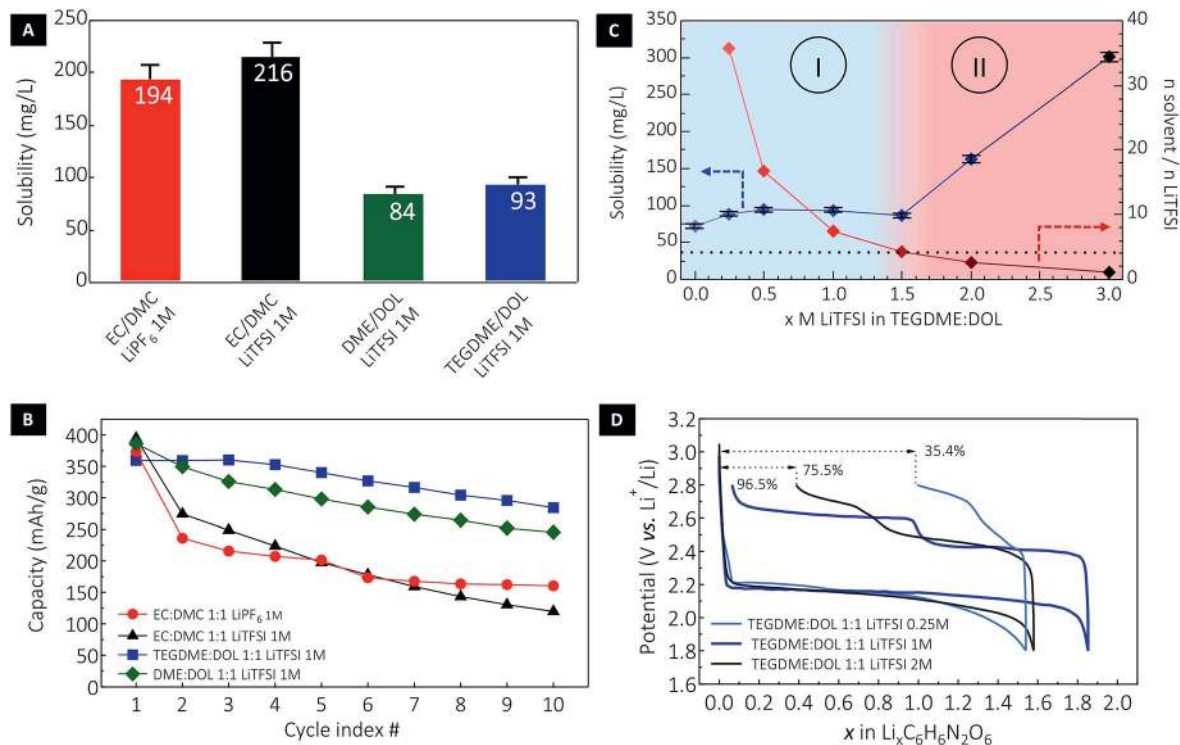 A
Solubility (mg/L)
250
200
150
100
50
0
194
216
84
93
EC/DMC
LiPF₆ 1M
EC/DMC
LiTFSI 1M
DME/DOL
LiTFSI 1M
TEGDME/DOL
LiTFSI 1M
C
Solubility (mg/L)
350
300
250
200
150
100
50
0
I
II
40
30
20
10
0
n solvent / n LiTFSI
0.0 0.5 1.0 1.5 2.0 2.5 3.0
x M LiTFSI in TEGDME:DOL
B
Capacity (mAh/g)
400
350
300
250
200
150
100
50
0
EC:DMC 1:1 LiPF₆ 1M
EC:DMC 1:1 LiTFSI 1M
TEGDME:DOL 1:1 LiTFSI 1M
DME:DOL 1:1 LiTFSI 1M
1 2 3 4 5 6 7 8 9 10
Cycle index #
D
Potential (V vs. Li⁺/Li)
3.2
3.0
2.8
2.6
2.4
2.2
2.0
1.8
1.6
35.4%
75.5%
96.5%
TEGDME:DOL 1:1 LiTFSI 0.25M
TEGDME:DOL 1:1 LiTFSI 1M
TEGDME:DOL 1:1 LiTFSI 2M
0.0 0.2 0.4 0.6 0.8 1.0 1.2 1.4 1.6 1.8 2.0
x in LiₓC₆H₆N₂O₆